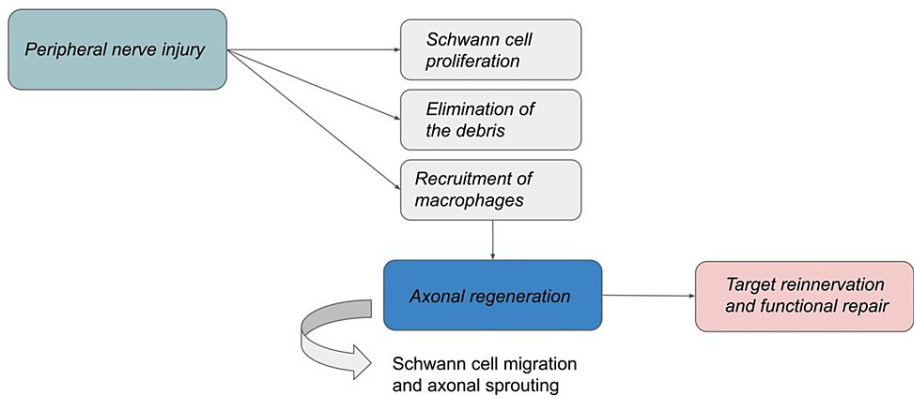 Peripheral nerve injury
Schwann cell
proliferation
Elimination of
the debris
Recruitment of
macrophages
Axonal regeneration
Target reinnervation
and functional repair
Schwann cell migration
and axonal sprouting